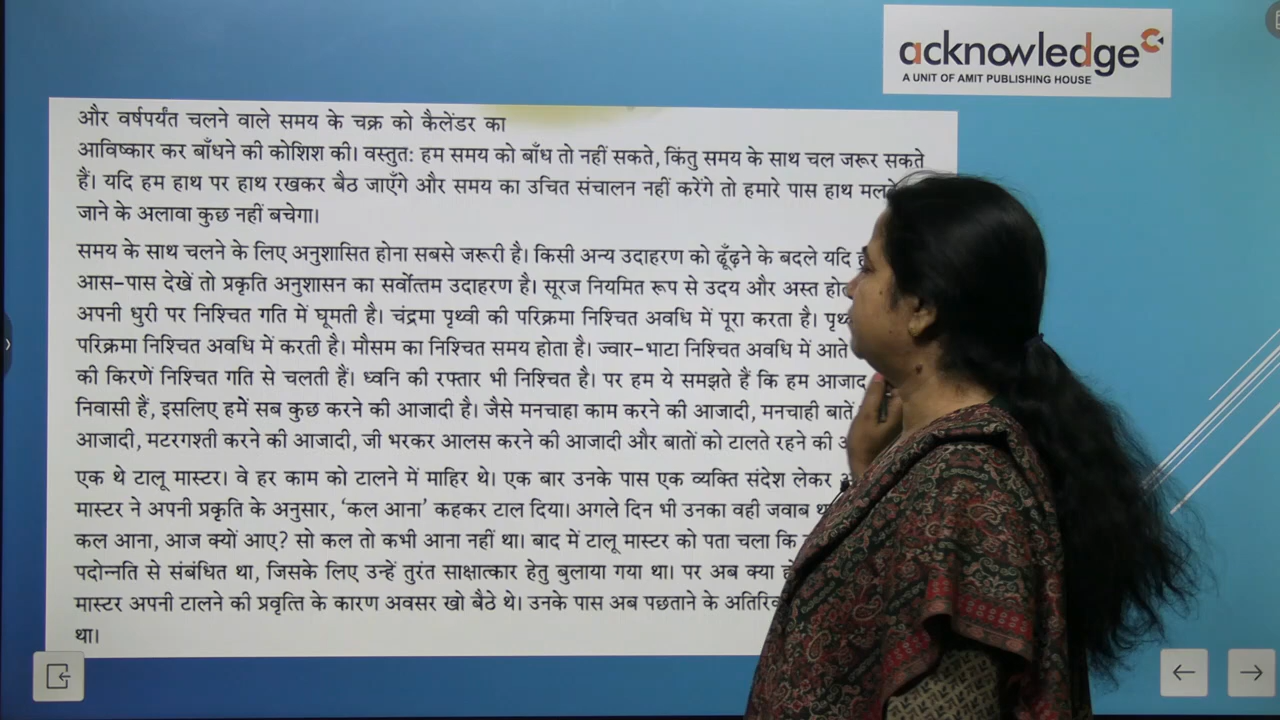 acknowledge
A UNIT OF AMIT PUBLISHING HOUSE
और वर्षपर्यंत चलने वाले समय के चक्र को कैलेंडर का
आविष्कार कर बाँधने की कोशिश की। वस्तुत: हम समय को बाँध तो नहीं सकते, किंतु समय के साथ चल जरूर सकते
हैं। यदि हम हाथ पर हाथ रखकर बैठ जाएँगे और समय का उचित संचालन नहीं करेंगे तो हमारे पास हाथ
जाने के अलावा कुछ नहीं बचेगा।
समय के साथ चलने के लिए अनुशासित होना सबसे जरूरी है। किसी अन्य उदाहरण को ढूँढ़ने के बदले यदि
आस-पास देखें तो प्रकृति अनुशासन का सर्वोत्तम उदाहरण है। सूरज नियमित रूप से उदय और अस्त
अपनी धुरी पर निश्चित गति में घूमती है। चंद्रमा पृथ्वी की परिक्रमा निश्चित अवधि में पूरा करता है।
परिक्रमा निश्चित अवधि में करती है। मौसम का निश्चित समय होता है। ज्वार-भाटा निश्चित अवधि में आते
की किरणें निश्चित गति से चलती हैं। ध्वनि की रफ्तार भी निश्चित है। पर हम ये समझते हैं कि हम आजाद
निवासी हैं, इसलिए हमें सब कुछ करने की आजादी है। जैसे मनचाहा काम करने की आजादी, मनचाही बातें
आजादी, मटरगश्ती करने की आजादी, जी भरकर आलस करने की आजादी और बातों को टालते रहने की
एक थे टालू मास्टर। वे हर काम को टालने में माहिर थे। एक बार उनके पास एक व्यक्ति संदेश लेकर
मास्टर ने अपनी प्रकृति के अनुसार, ‘कल आना’ कहकर टाल दिया। अगले दिन भी उनका वही जवाब
कल आना, आज क्यों आए? सो कल तो कभी आना नहीं था। बाद में टालू मास्टर को पता चला कि
पदोन्नति से संबंधित था, जिसके लिए उन्हें तुरंत साक्षात्कार हेतु बुलाया गया था। पर अब क्या
मास्टर अपनी टालने की प्रवृत्ति के कारण अवसर खो बैठे थे। उनके पास अब पछताने के
था।